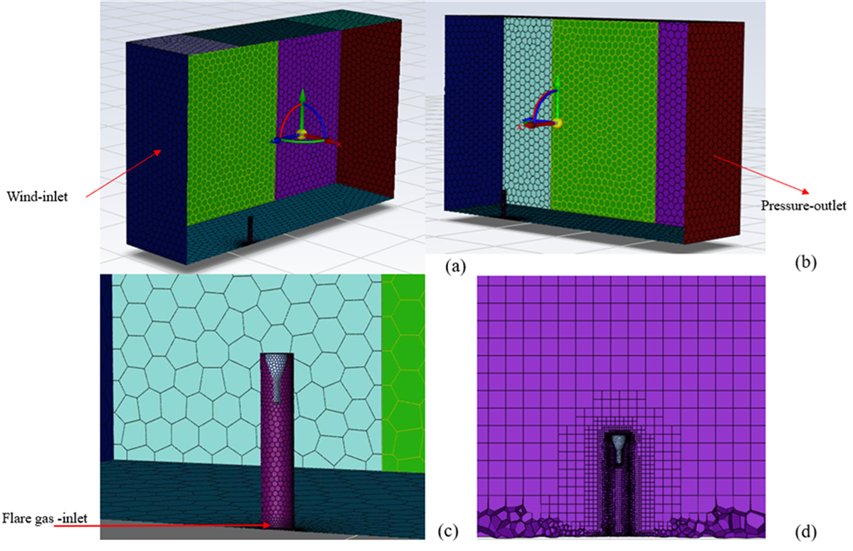 Wind-inlet
Pressure-outlet
(a)
(b)
Flare gas -inlet
(c)
(d)